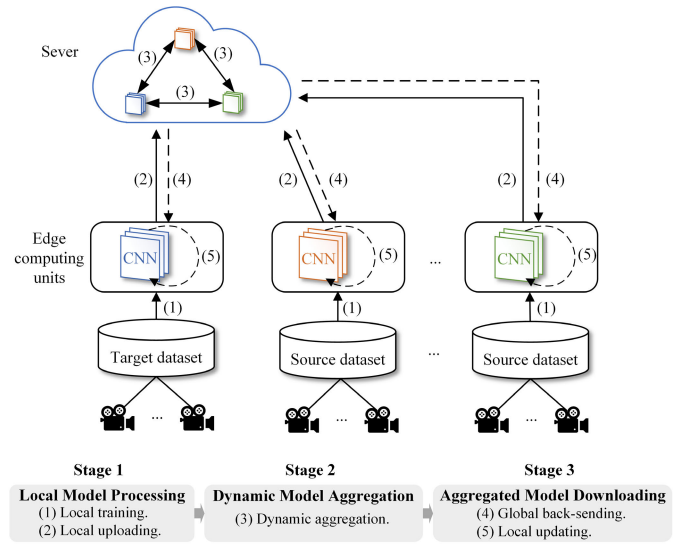 Sever
(3)
(3)
(3)
(2)
(4)
(2)
(4)
(2)
(4)
Edge
computing
units
CNN
(5)
CNN
(5)
...
CNN
(5)
(1)
(1)
(1)
Target dataset
Source dataset
...
Source dataset
...
...
...
Stage 1
Stage 2
Stage 3
Local Model Processing
(1) Local training.
(2) Local uploading.
Dynamic Model Aggregation
(3) Dynamic aggregation.
Aggregated Model Downloading
(4) Global back-sending.
(5) Local updating.